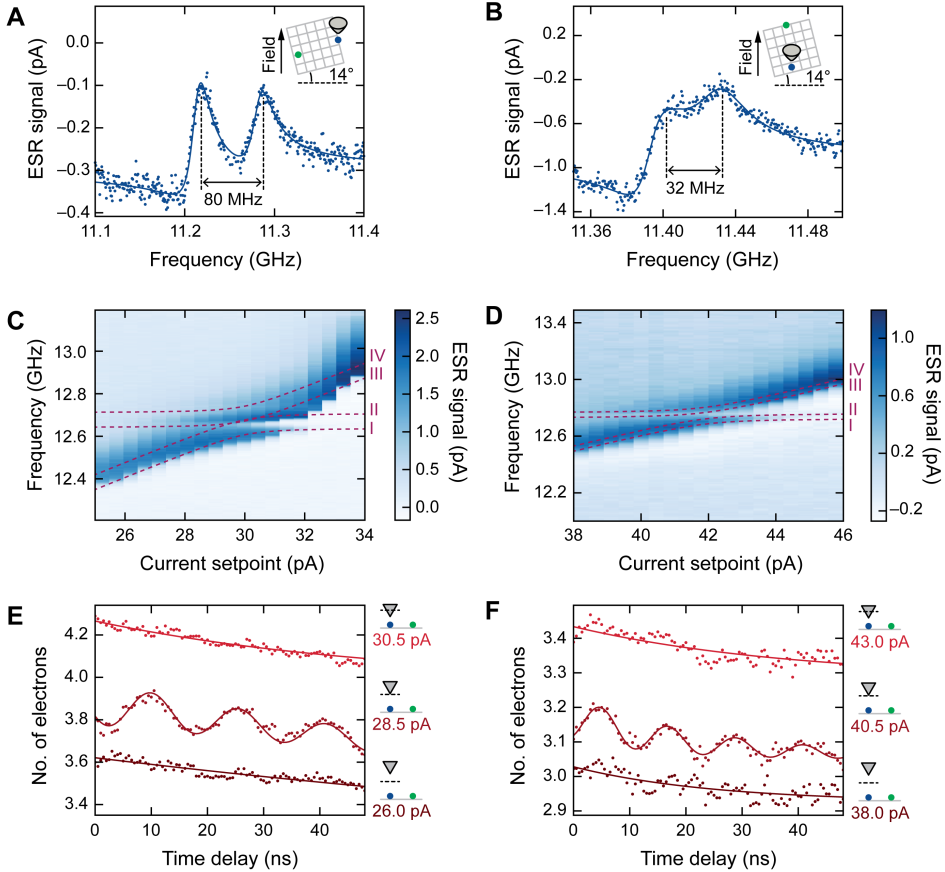 A
ESR signal (pA)
0.0
−0.1
−0.2
−0.3
−0.4
11.1
11.2
11.3
11.4
Frequency (GHz)
80 MHz
Field
14°
B
ESR signal (pA)
0.2
−0.2
−0.6
−1.0
−1.4
11.36
11.40
11.44
11.48
Frequency (GHz)
32 MHz
Field
14°
C
Frequency (GHz)
13.0
12.8
12.6
12.4
26
28
30
32
34
Current setpoint (pA)
IV
III
II
I
2.5
2.0
1.5
1.0
0.5
0.0
ESR signal (pA)
D
Frequency (GHz)
13.4
13.0
12.6
12.2
38
40
42
44
46
Current setpoint (pA)
IV
III
II
I
1.0
0.6
0.2
−0.2
ESR signal (pA)
E
No. of electrons
4.2
4.0
3.8
3.6
3.4
0
10
20
30
40
Time delay (ns)
30.5 pA
28.5 pA
26.0 pA
F
No. of electrons
3.4
3.3
3.2
3.1
3.0
2.9
0
10
20
30
40
Time delay (ns)
43.0 pA
40.5 pA
38.0 pA